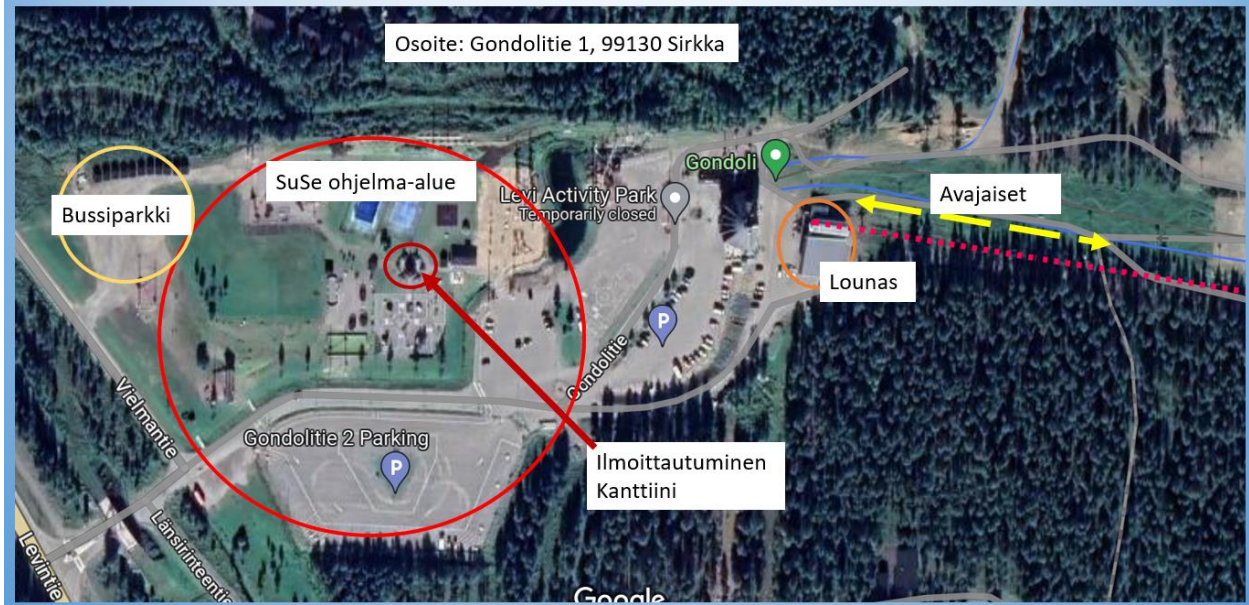 Osoite: Gondolitie 1, 99130 Sirkka
Gondoli
SuSe ohjelma-alue
Levi Activity Park
Temporarily closed
Avajaiset
Bussiparkki
Lounas
P
Gondolitie
Vielmantie
Gondolitie 2 Parking
P
Ilmoittautuminen
Kanttiini
Länsirinteentie
Levintie
Google